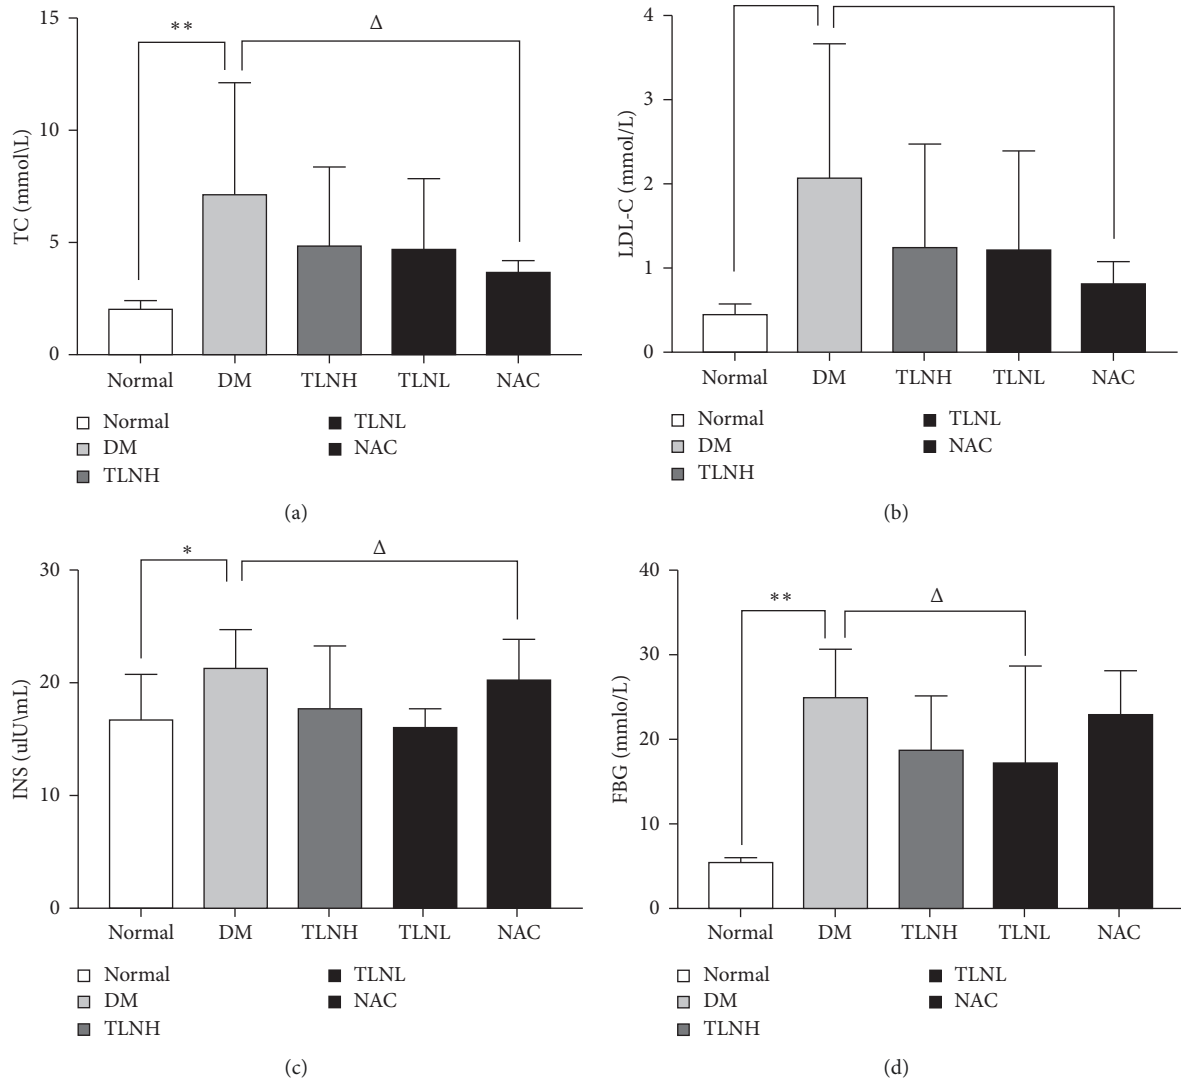 15
10
5
0
TC (mmol\L)
**
Δ
Normal DM TLNH TLNL NAC
Normal
DM
TLNH
TLNL
NAC
(a)
4
3
2
1
0
LDL-C (mmol/L)
Normal DM TLNH TLNL NAC
Normal
DM
TLNH
TLNL
NAC
(b)
30
20
10
0
INS (ulU\mL)
*
Δ
Normal DM TLNH TLNL NAC
Normal
DM
TLNH
TLNL
NAC
(c)
40
30
20
10
0
FBG (mmlo/L)
**
Δ
Normal DM TLNH TLNL NAC
Normal
DM
TLNH
TLNL
NAC
(d)